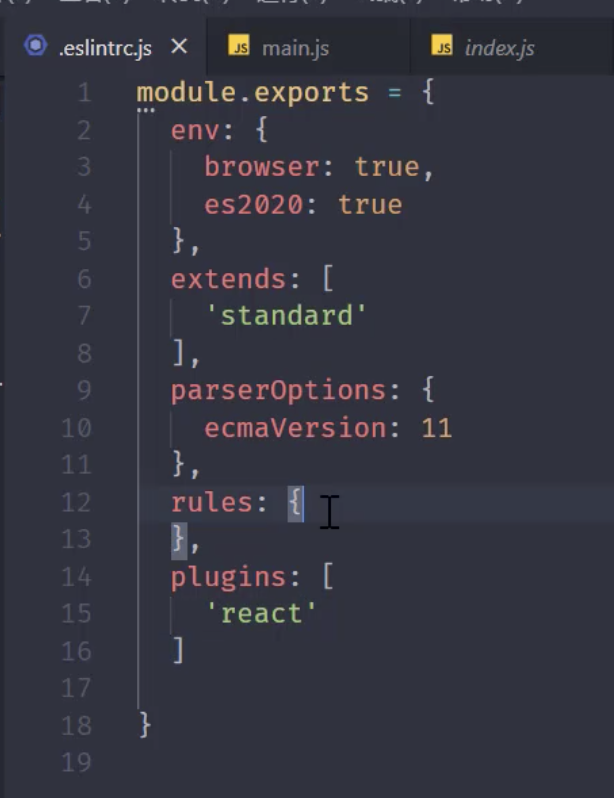 .eslintrc.js
JS main.js
JS index.js
1 module.exports = {
2 env: {
3 browser: true,
4 es2020: true
5 },
6 extends: [
7 'standard'
8 ],
9 parserOptions: {
10 ecmaVersion: 11
11 },
12 rules: {
13 },
14 plugins: [
15 'react'
16 ]
17
18 }
19